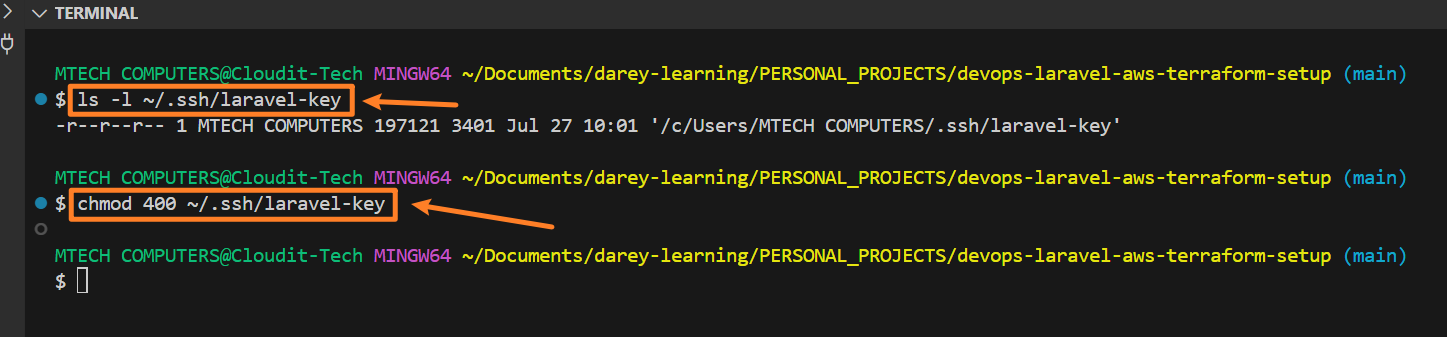 TERMINAL
MTECH COMPUTERS@Cloudit-Tech MINGW64 ~/Documents/darey-learning/PERSONAL_PROJECTS/devops-laravel-aws-terraform-setup (main)
$ ls -l ~/.ssh/laravel-key
-r--r--r-- 1 MTECH COMPUTERS 197121 3401 Jul 27 10:01 '/c/Users/MTECH COMPUTERS/.ssh/laravel-key'
MTECH COMPUTERS@Cloudit-Tech MINGW64 ~/Documents/darey-learning/PERSONAL_PROJECTS/devops-laravel-aws-terraform-setup (main)
$ chmod 400 ~/.ssh/laravel-key
MTECH COMPUTERS@Cloudit-Tech MINGW64 ~/Documents/darey-learning/PERSONAL_PROJECTS/devops-laravel-aws-terraform-setup (main)
$